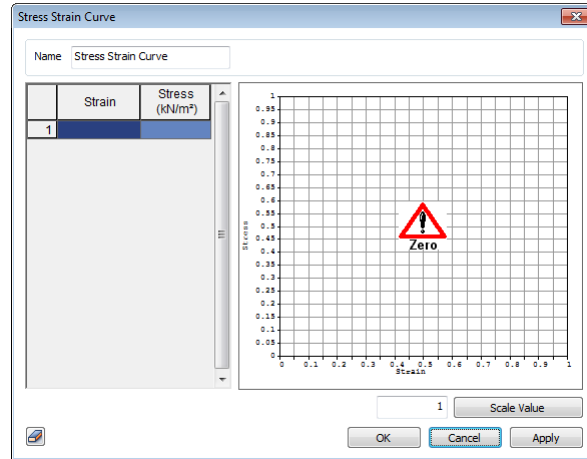 Stress Strain Curve
Name Stress Strain Curve
Strain Stress (kN/m²)
1
1
0.95
0.9
0.85
0.8
0.75
0.7
0.65
0.6
0.55
0.5
0.45
0.4
0.35
0.3
0.25
0.2
0.15
0.1
0.05
0
Stress
Zero
0 0.1 0.2 0.3 0.4 0.5 0.6 0.7 0.8 0.9 1
Strain
1 Scale Value
OK Cancel Apply